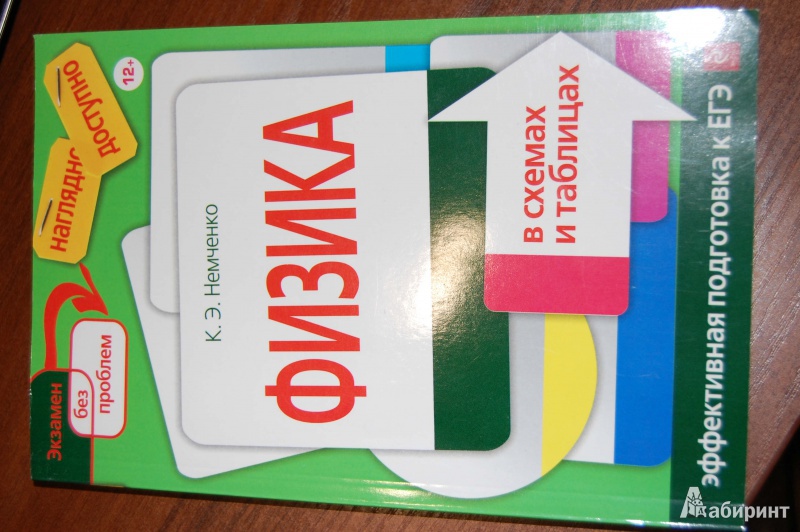 Экзамен
без
проблем
наглядно
доступно
12+
К. Э. Немченко
ФИЗИКА
в схемах
и таблицах
эффективная подготовка к ЕГЭ
Лабиринт